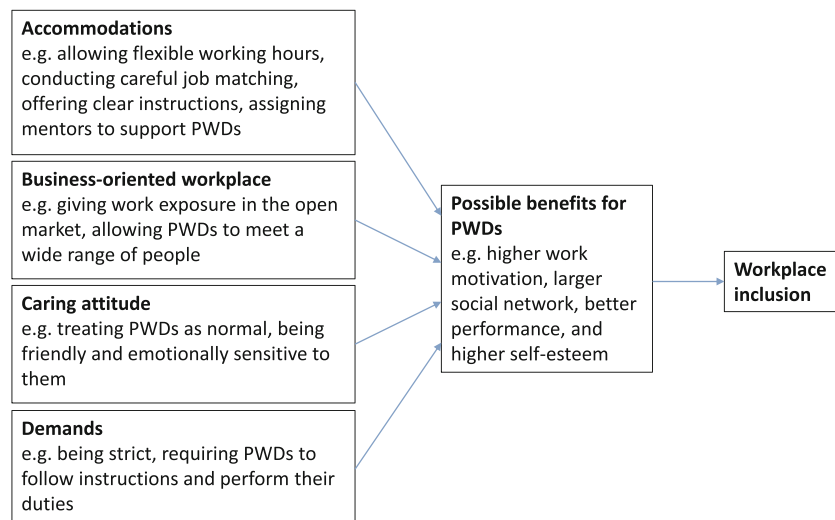 Accommodations
e.g. allowing flexible working hours,
conducting careful job matching,
offering clear instructions, assigning
mentors to support PWDs
Business-oriented workplace
e.g. giving work exposure in the open
market, allowing PWDs to meet a
wide range of people
Caring attitude
e.g. treating PWDs as normal, being
friendly and emotionally sensitive to
them
Demands
e.g. being strict, requiring PWDs to
follow instructions and perform their
duties
Possible benefits for
PWDs
e.g. higher work
motivation, larger
social network, better
performance, and
higher self-esteem
Workplace
inclusion